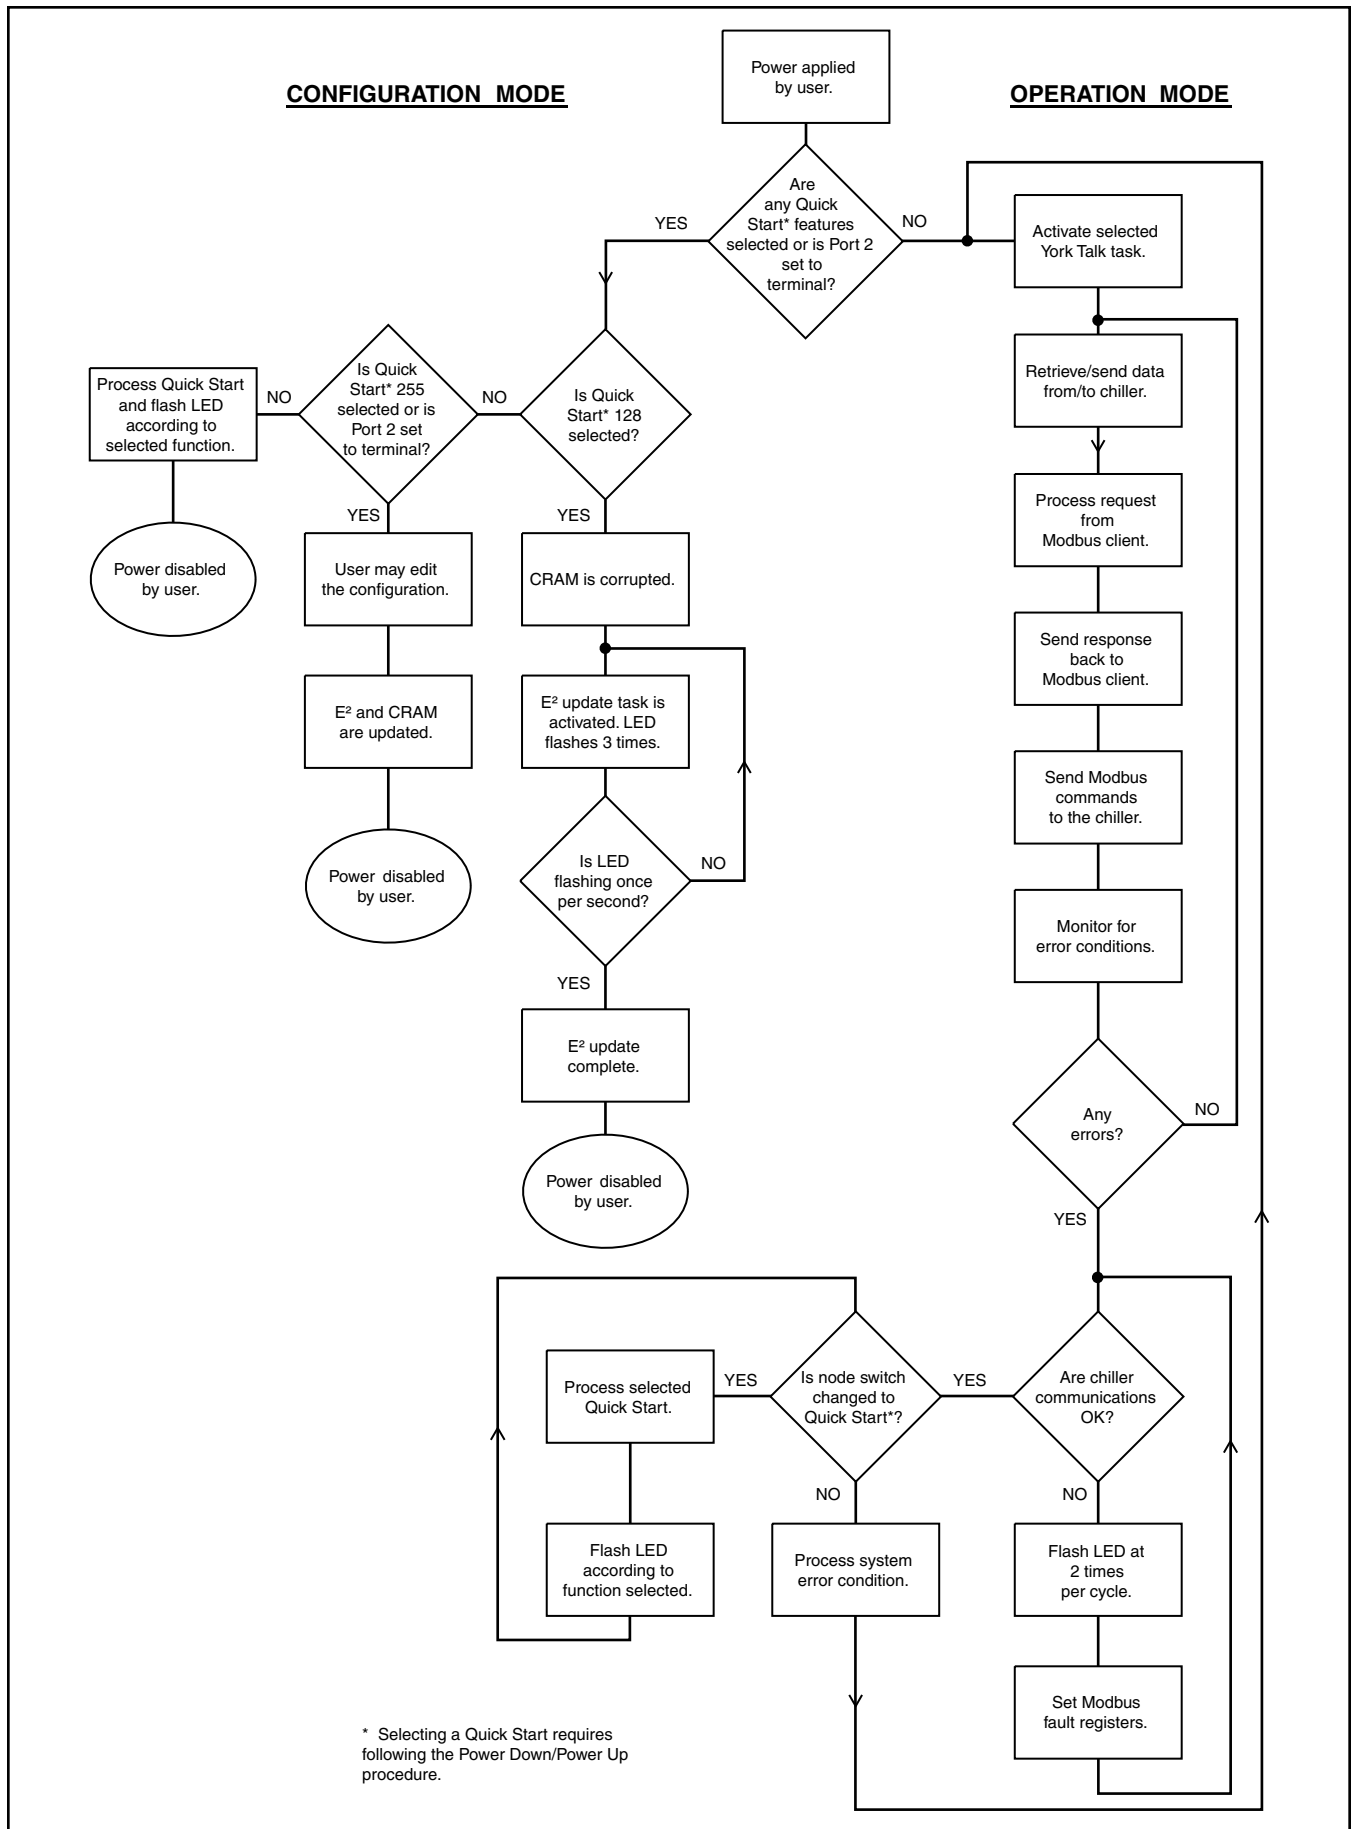 CONFIGURATION MODE
OPERATION MODE
Power applied
by user.
Are
any Quick
Start* features
selected or is Port 2
set to
terminal?
YES
NO
Activate selected
York Talk task.
Process Quick Start
and flash LED
according to
selected function.
NO
Is Quick
Start* 255
selected or is
Port 2 set
to terminal?
NO
Is Quick
Start* 128
selected?
Retrieve/send data
from/to chiller.
YES
YES
Process request
from
Modbus client.
Power disabled
by user.
User may edit
the configuration.
CRAM is corrupted.
Send response
back to
Modbus client.
E² and CRAM
are updated.
E² update task is
activated. LED
flashes 3 times.
Send Modbus
commands
to the chiller.
Power disabled
by user.
Is LED
flashing once
per second?
NO
Monitor for
error conditions.
YES
E² update
complete.
Any
errors?
NO
Power disabled
by user.
YES
Process selected
Quick Start.
YES
Is node switch
changed to
Quick Start*?
YES
Are chiller
communications
OK?
NO
NO
Flash LED
according to
function selected.
Process system
error condition.
Flash LED at
2 times
per cycle.
Set Modbus
fault registers.
* Selecting a Quick Start requires
following the Power Down/Power Up
procedure.